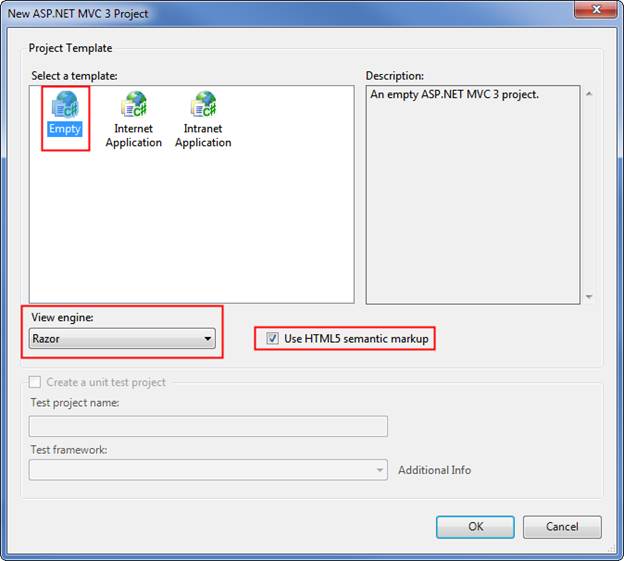 New ASP.NET MVC 3 Project
Project Template
Select a template:
Description:
Empty
Internet
Application
Intranet
Application
An empty ASP.NET MVC 3 project.
View engine:
Razor
Use HTML5 semantic markup
Create a unit test project
Test project name:
Test framework:
Additional Info
OK
Cancel